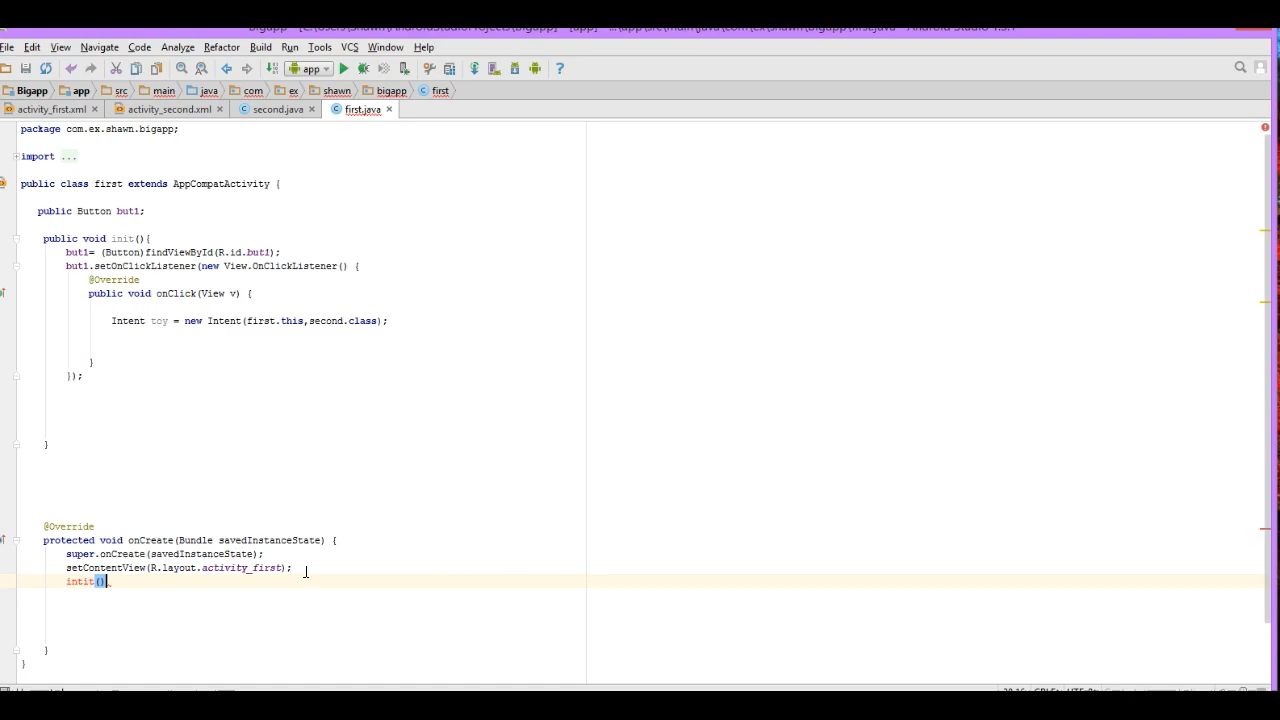 File Edit View Navigate Code Analyze Refactor Build Run Tools VCS Window Help
app
Bigapp app src main java com ex shawn bigapp first
activity_first.xml activity_second.xml second.java first.java
package com.ex.shawn.bigapp;
import ...
public class first extends AppCompatActivity {
public Button but1;
public void init(){
but1= (Button)findViewById(R.id.but1);
but1.setOnClickListener(new View.OnClickListener() {
@Override
public void onClick(View v) {
Intent toy = new Intent(first.this,second.class);
}
});
}
@Override
protected void onCreate(Bundle savedInstanceState) {
super.onCreate(savedInstanceState);
setContentView(R.layout.activity_first);
intit()
}
}